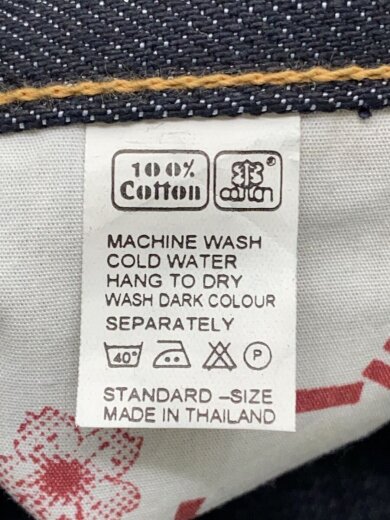 100%
Cotton
cotton
®
MACHINE WASH
COLD WATER
HANG TO DRY
WASH DARK COLOUR
SEPARATELY
40° P
STANDARD -SIZE
MADE IN THAILAND